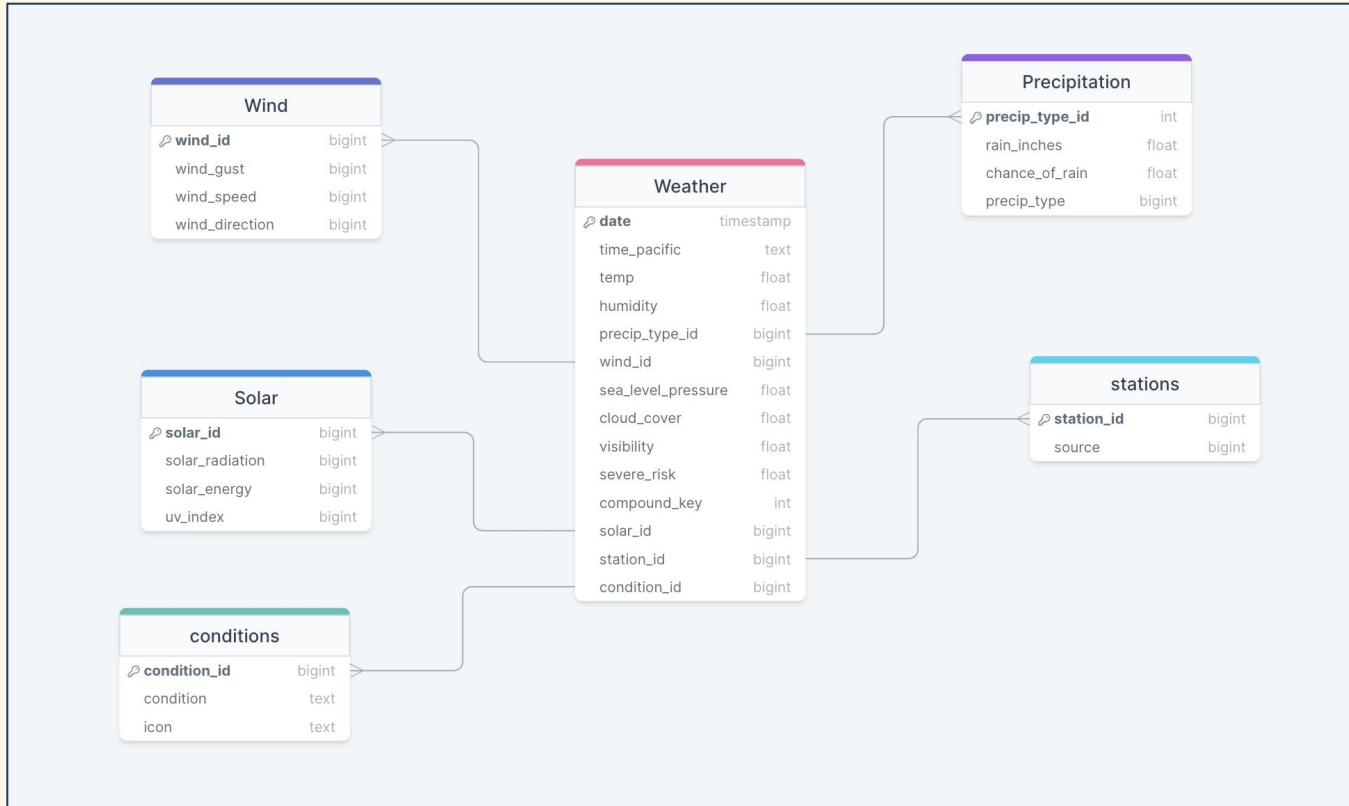 Wind
wind_id bigint
wind_gust bigint
wind_speed bigint
wind_direction bigint
Solar
solar_id bigint
solar_radiation bigint
solar_energy bigint
uv_index bigint
conditions
condition_id bigint
condition text
icon text
Weather
date timestamp
time_pacific text
temp float
humidity float
precip_type_id bigint
wind_id bigint
sea_level_pressure float
cloud_cover float
visibility float
severe_risk float
compound_key int
solar_id bigint
station_id bigint
condition_id bigint
Precipitation
precip_type_id int
rain_inches float
chance_of_rain float
precip_type bigint
stations
station_id bigint
source bigint